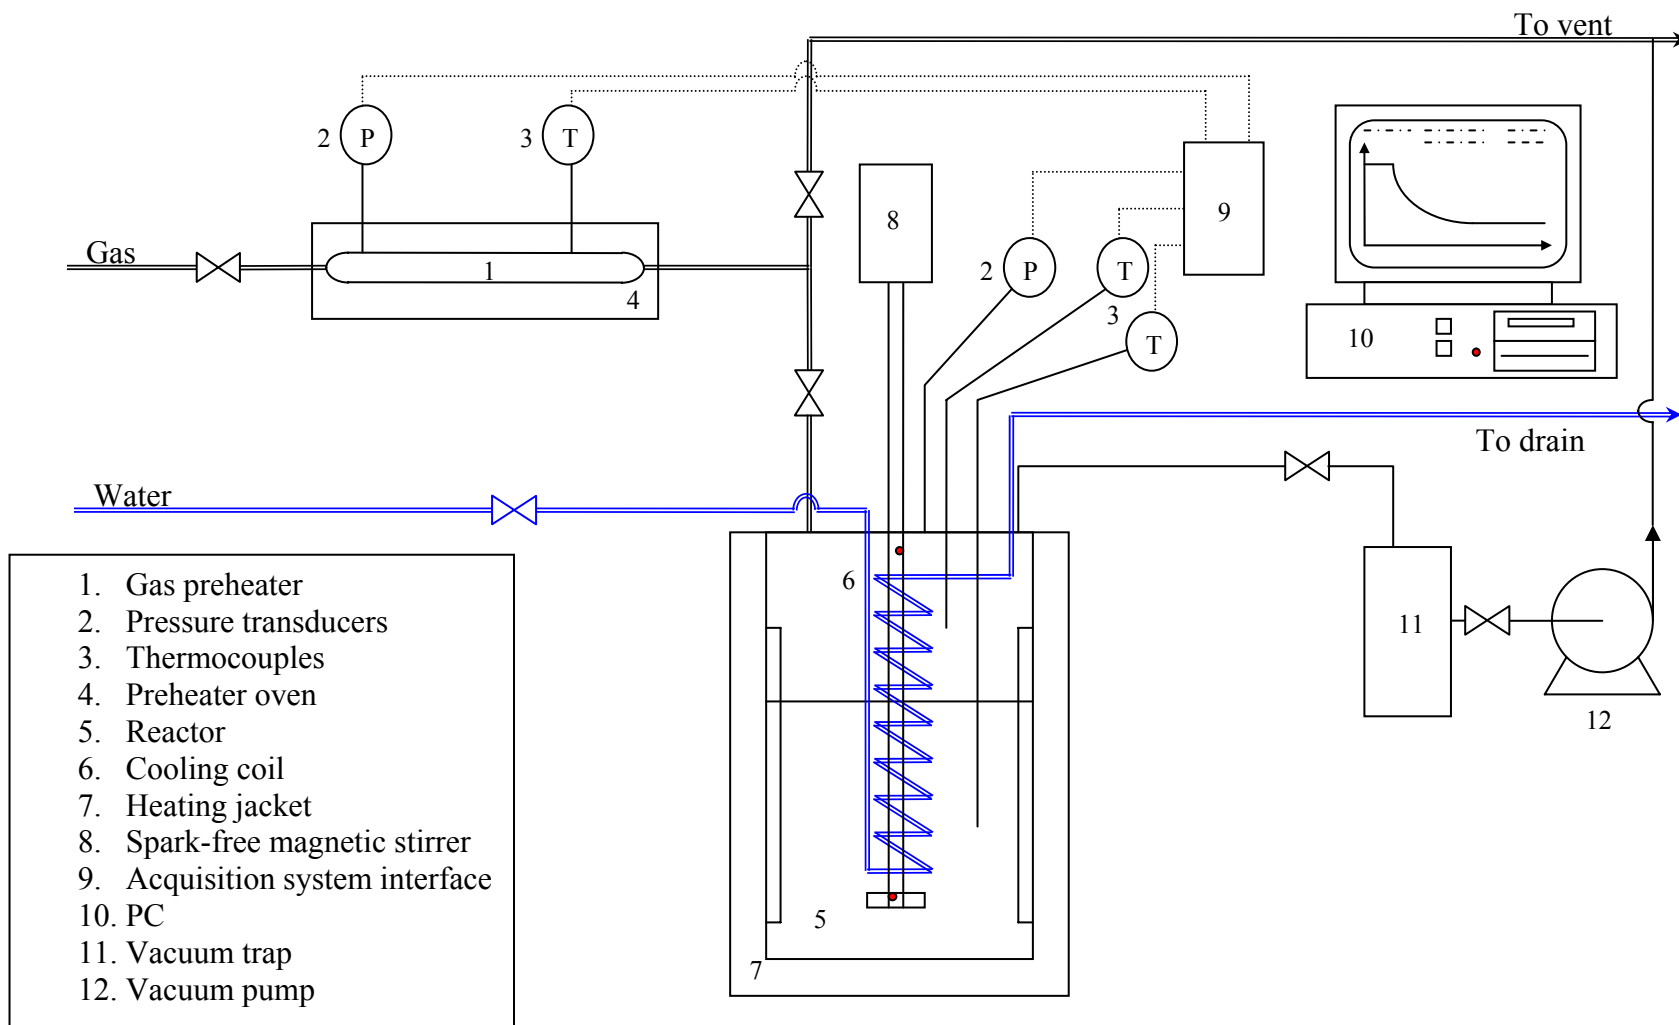 To vent
2 P
3 T
8
9
Gas
1
4
2 P
T
3
T
10
To drain
Water
6
11
12
5
7
1. Gas preheater
2. Pressure transducers
3. Thermocouples
4. Preheater oven
5. Reactor
6. Cooling coil
7. Heating jacket
8. Spark-free magnetic stirrer
9. Acquisition system interface
10. PC
11. Vacuum trap
12. Vacuum pump